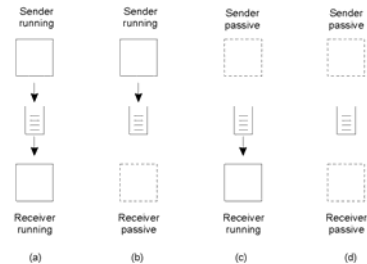 Sender
running
Sender
running
Sender
passive
Sender
passive
Receiver
running
Receiver
passive
Receiver
running
Receiver
passive
(a)
(b)
(c)
(d)